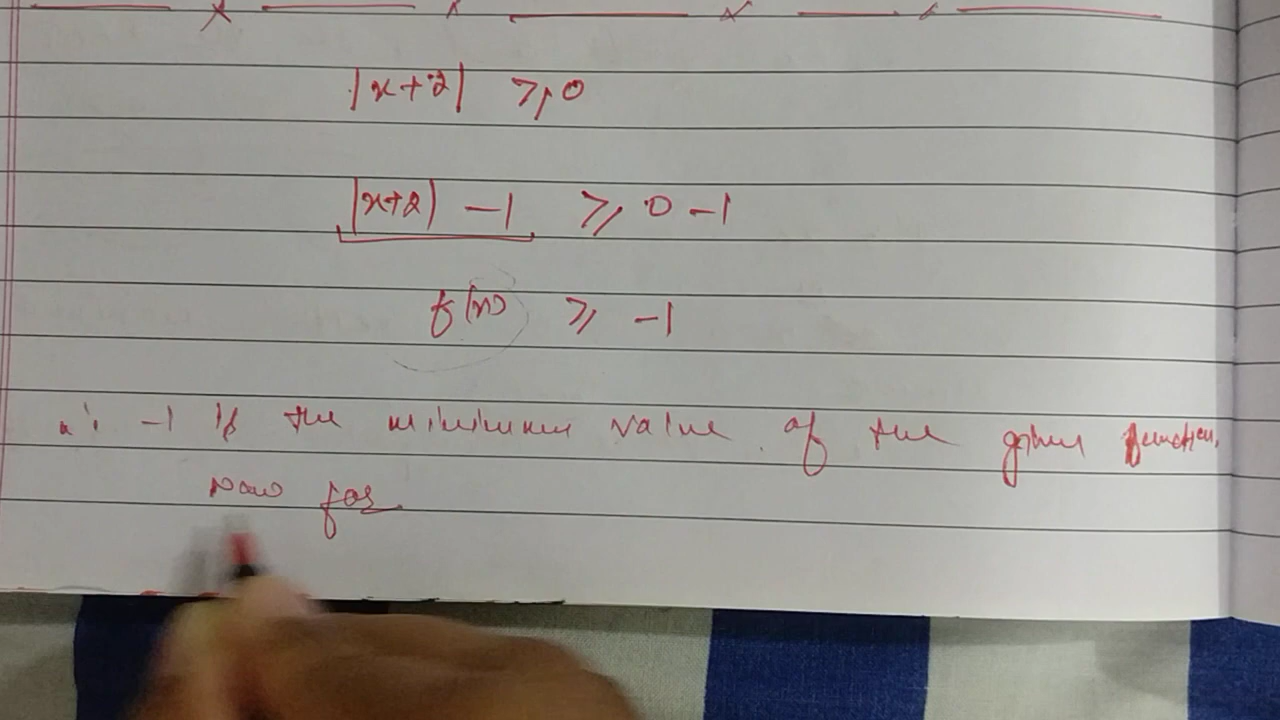 |x+2| ≥ 0
|x+2| -1 ≥ 0 -1
f(x) ≥ -1
∴ -1 is the minimum value of the given function.
Now for